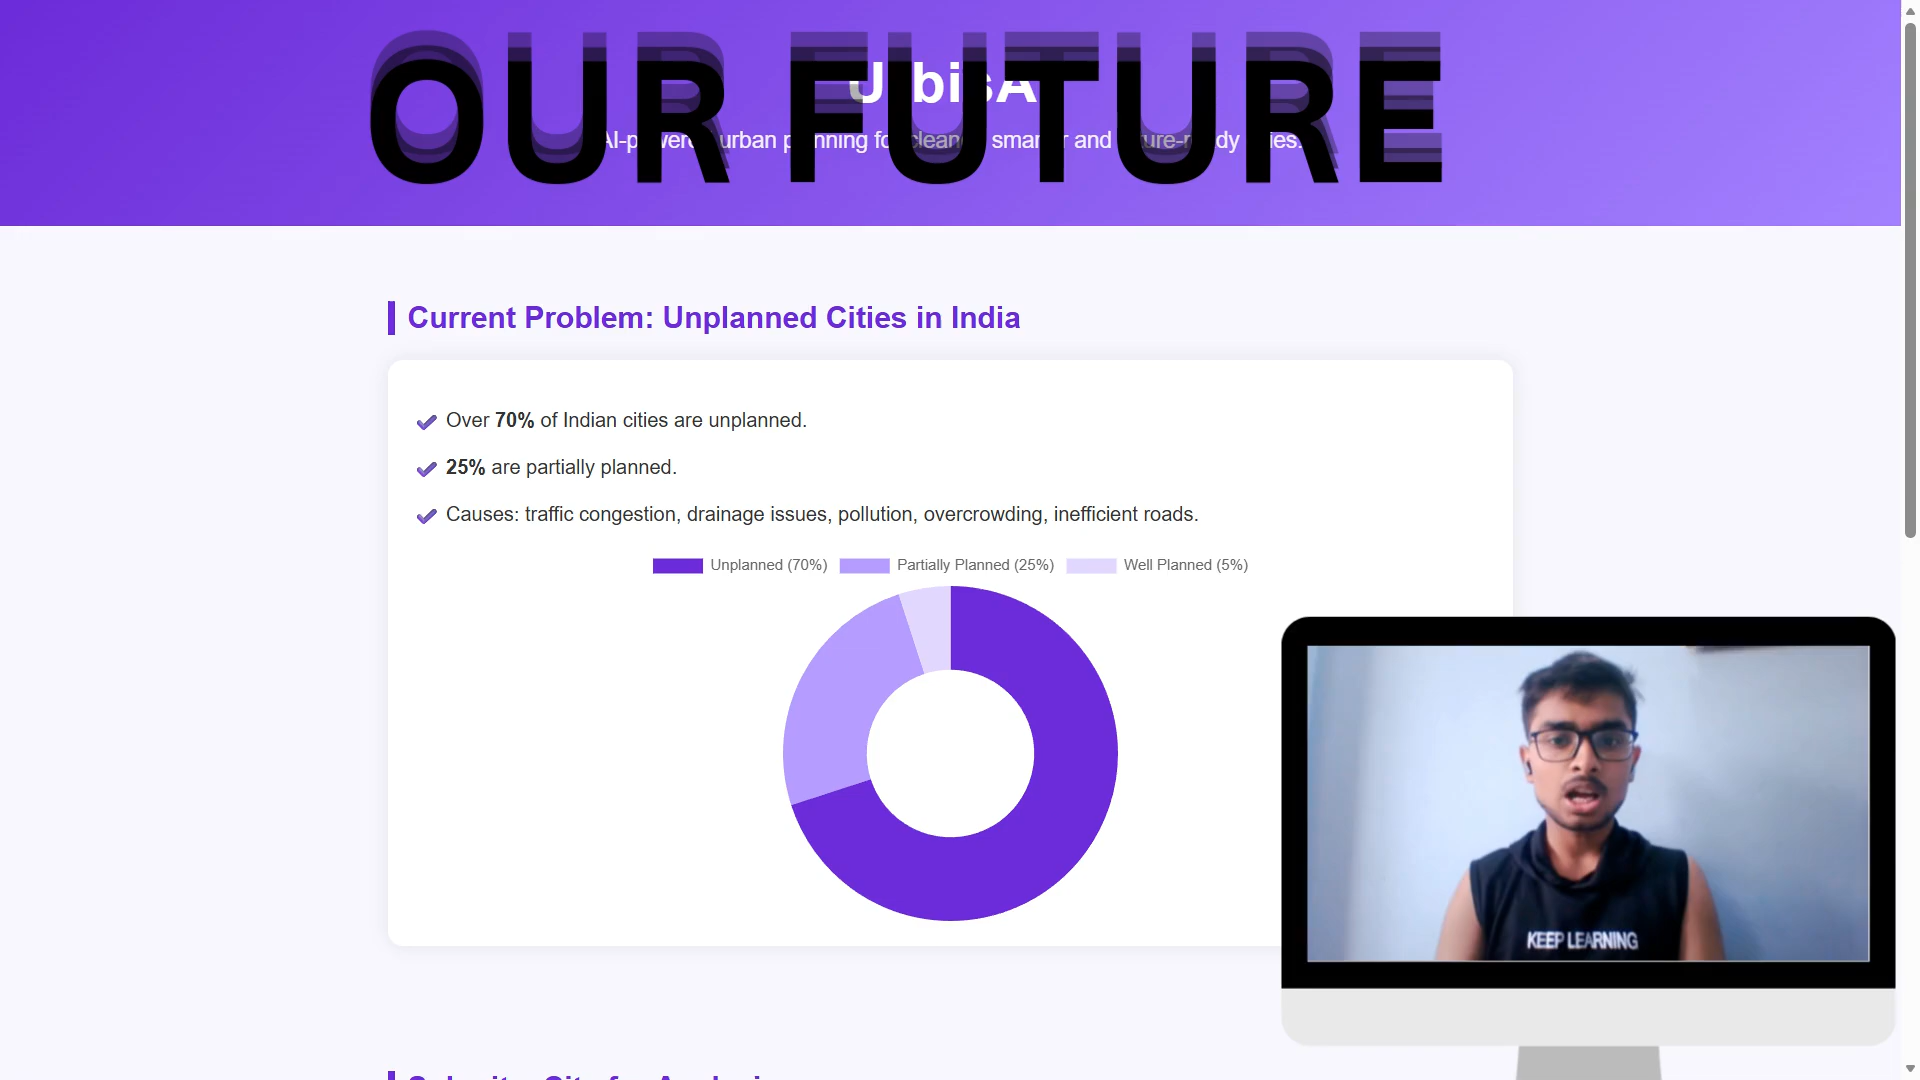 OUR FUTURE
urban
smar
and
Current Problem: Unplanned Cities in India
Over 70% of Indian cities are unplanned.
25% are partially planned.
Causes: traffic congestion, drainage issues, pollution, overcrowding, inefficient roads.
Unplanned (70%) Partially Planned (25%) Well Planned (5%)
KEEP LEARNING